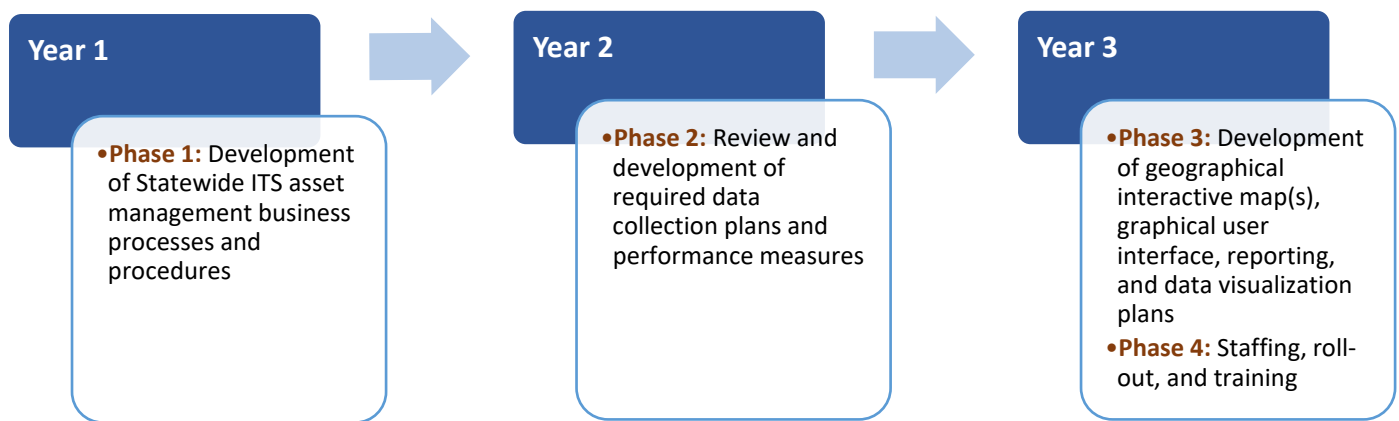 Year 1
•Phase 1: Development
of Statewide ITS asset
management business
processes and
procedures
Year 2
•Phase 2: Review and
development of
required data
collection plans and
performance measures
Year 3
•Phase 3: Development
of geographical
interactive map(s),
graphical user
interface, reporting,
and data visualization
plans
•Phase 4: Staffing, roll-
out, and training